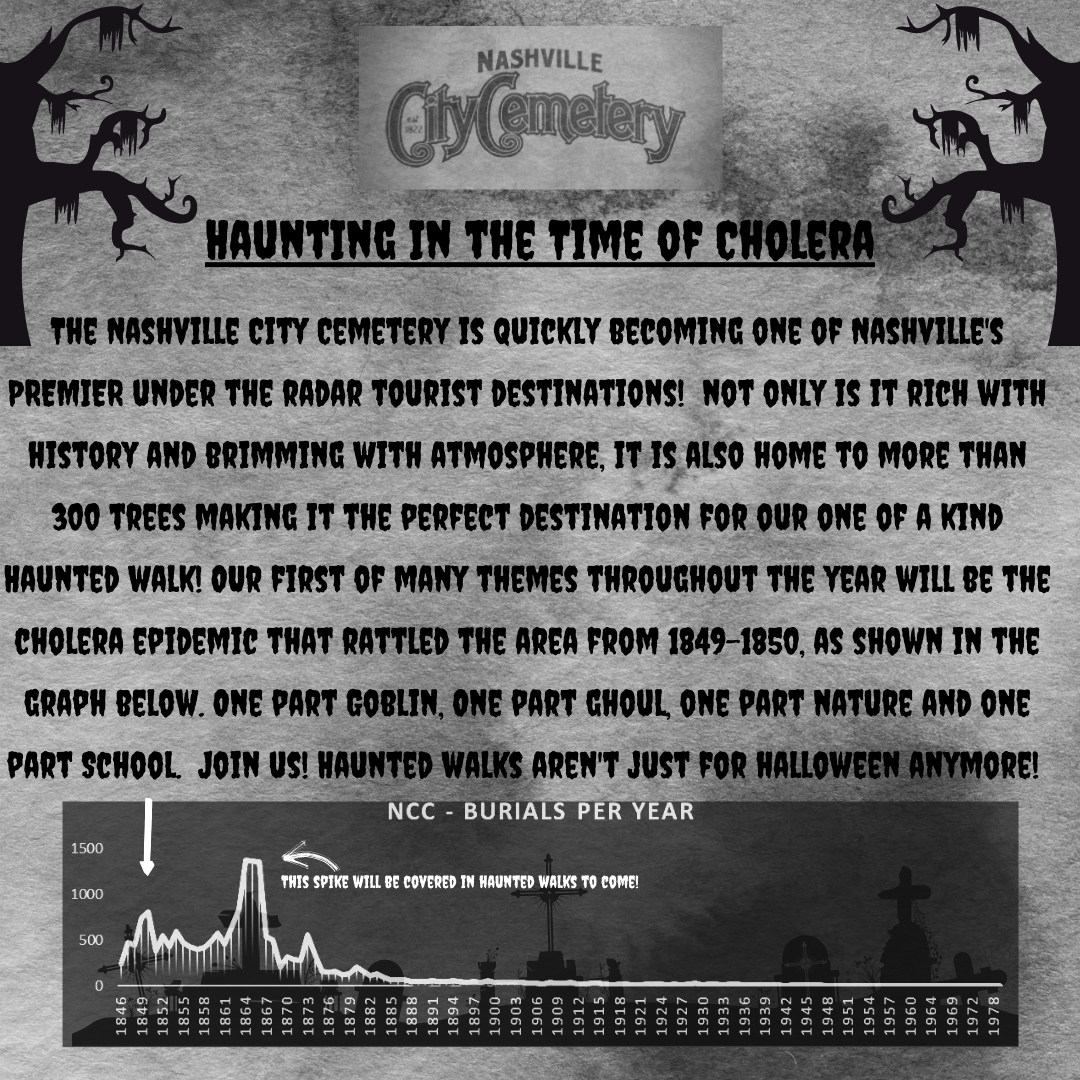 NASHVILLE
est 1822
City Cemetery
HAUNTING IN THE TIME OF CHOLERA
THE NASHVILLE CITY CEMETERY IS QUICKLY BECOMING ONE OF NASHVILLE'S
PREMIER UNDER THE RADAR TOURIST DESTINATIONS!  NOT ONLY IS IT RICH WITH
HISTORY AND BRIMMING WITH ATMOSPHERE, IT IS ALSO HOME TO MORE THAN
300 TREES MAKING IT THE PERFECT DESTINATION FOR OUR ONE OF A KIND
HAUNTED WALK! OUR FIRST OF MANY THEMES THROUGHOUT THE YEAR WILL BE THE
CHOLERA EPIDEMIC THAT RATTLED THE AREA FROM 1849-1850, AS SHOWN IN THE
GRAPH BELOW. ONE PART GOBLIN, ONE PART GHOUL, ONE PART NATURE AND ONE
PART SCHOOL.  JOIN US! HAUNTED WALKS AREN'T JUST FOR HALLOWEEN ANYMORE!
NCC - BURIALS PER YEAR
1500
1000
500
0
THIS SPIKE WILL BE COVERED IN HAUNTED WALKS TO COME!
1846 1849 1852 1855 1858 1861 1864 1867 1870 1873 1876 1879 1882 1885 1888 1891 1894 1897 1900 1903 1906 1909 1912 1915 1918 1921 1924 1927 1930 1933 1936 1939 1942 1945 1948 1951 1954 1957 1960 1964 1969 1972 1978